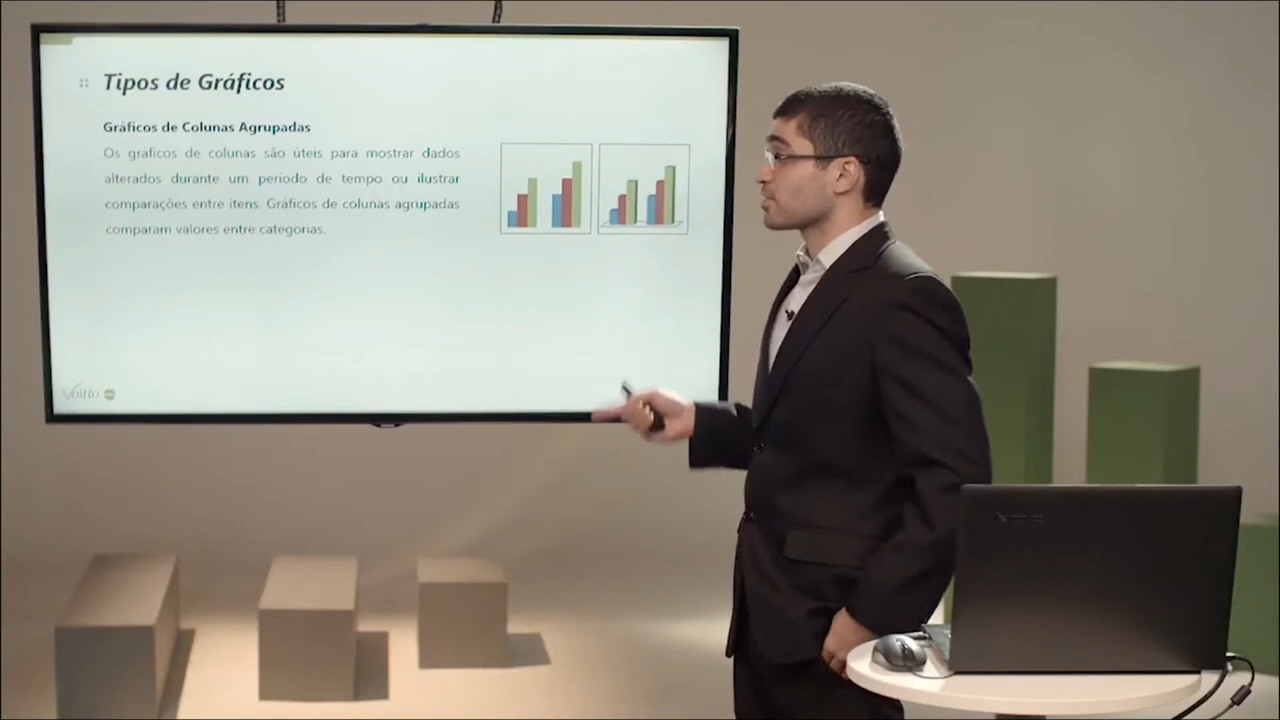 Tipos de Gráficos
Gráficos de Colunas Agrupadas
Os gráficos de colunas são úteis para mostrar dados
alterados durante um período de tempo ou ilustrar
comparações entre itens. Gráficos de colunas agrupadas
comparam valores entre categorias.
Voitto